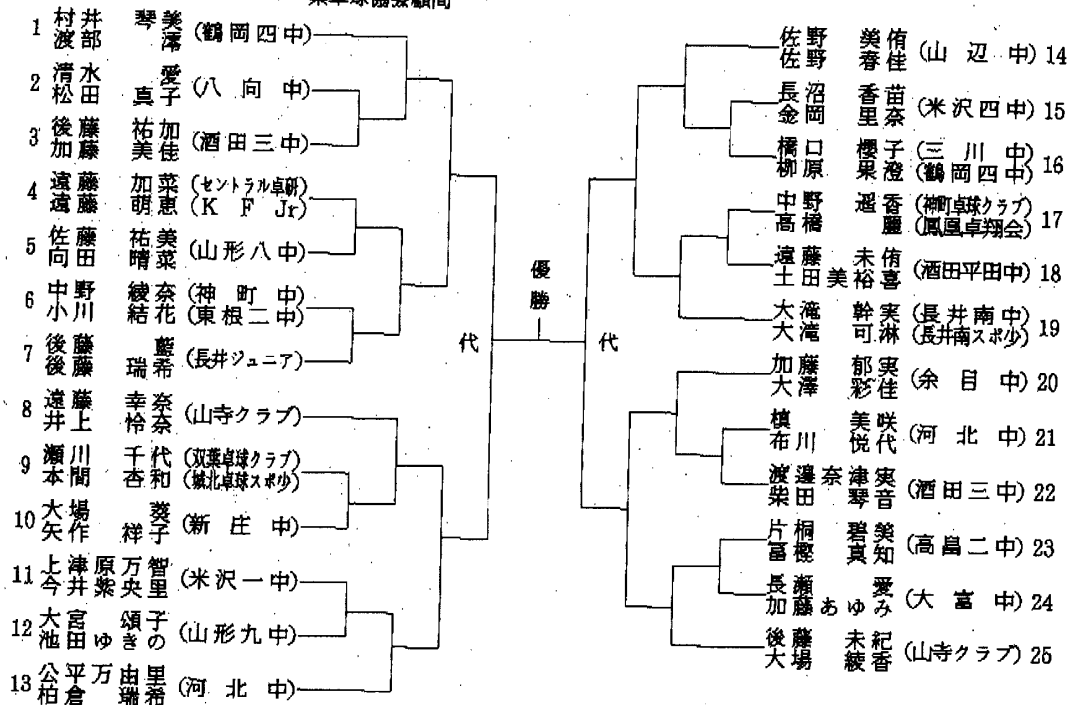 県卓球協会顧問
1 村井 琴美 (鶴岡四中)
渡部 澪
2 清水 愛 (八向中)
松田 真子
3 後藤 祐加 (酒田三中)
加藤 美佳
4 遠藤 加菜 (セントラル卓研)
遠藤 萌恵 (KFJr)
5 佐藤 祐美 (山形八中)
向田 晴菜
6 中野 綾奈 (神町中)
小川 結花 (東根二中)
7 後藤 藍 (長井ジュニア)
後藤 瑞希
8 遠藤 幸奈 (山寺クラブ)
井上 怜奈
9 瀬川 千代 (双葉卓球クラブ)
本間 杏和 (城北卓球スポ少)
10 大場 葵 (新庄中)
矢作 祥子
11 上津原万智 (米沢一中)
今井紫央里
12 大宮 頌子 (山形九中)
池田ゆきの
13 公平万由里 (河北中)
柏倉 瑞希
代
優勝
代
佐野 美侑 (山辺中) 14
佐野 春佳
長沼 香苗 (米沢四中) 15
金岡 里奈
橋口 櫻子 (三川中) 16
柳原 果澄 (鶴岡四中)
中野 遥香 (神町卓球クラブ) 17
高橋 麗 (鳳凰卓翔会)
遠藤 未侑 (酒田平田中) 18
土田美裕喜
大滝 幹実 (長井南中) 19
大滝 可淋 (長井南スポ少)
加藤 郁実 (余目中) 20
大澤 彩佳
槙 美咲 (河北中) 21
布川 悦代
渡邊奈津実 (酒田三中) 22
柴田 琴音
片桐 碧美 (高畠二中) 23
冨樫 真知
長瀬 愛 (大富中) 24
加藤あゆみ
後藤 未紀 (山寺クラブ) 25
大場 綾香